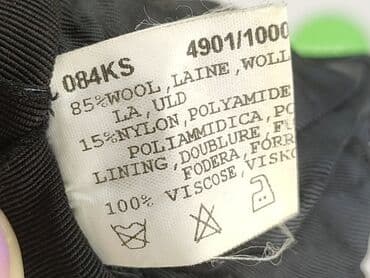 084KS 4901/1000
85%WOOL,LAINE,WOLL
LA,ULD
15%NYLON,POLYAMIDE
POLIAMMIDICA,PO
LINING,DOUBLURE FU
FODERA,FORR
100% VISCOSE,VISKO